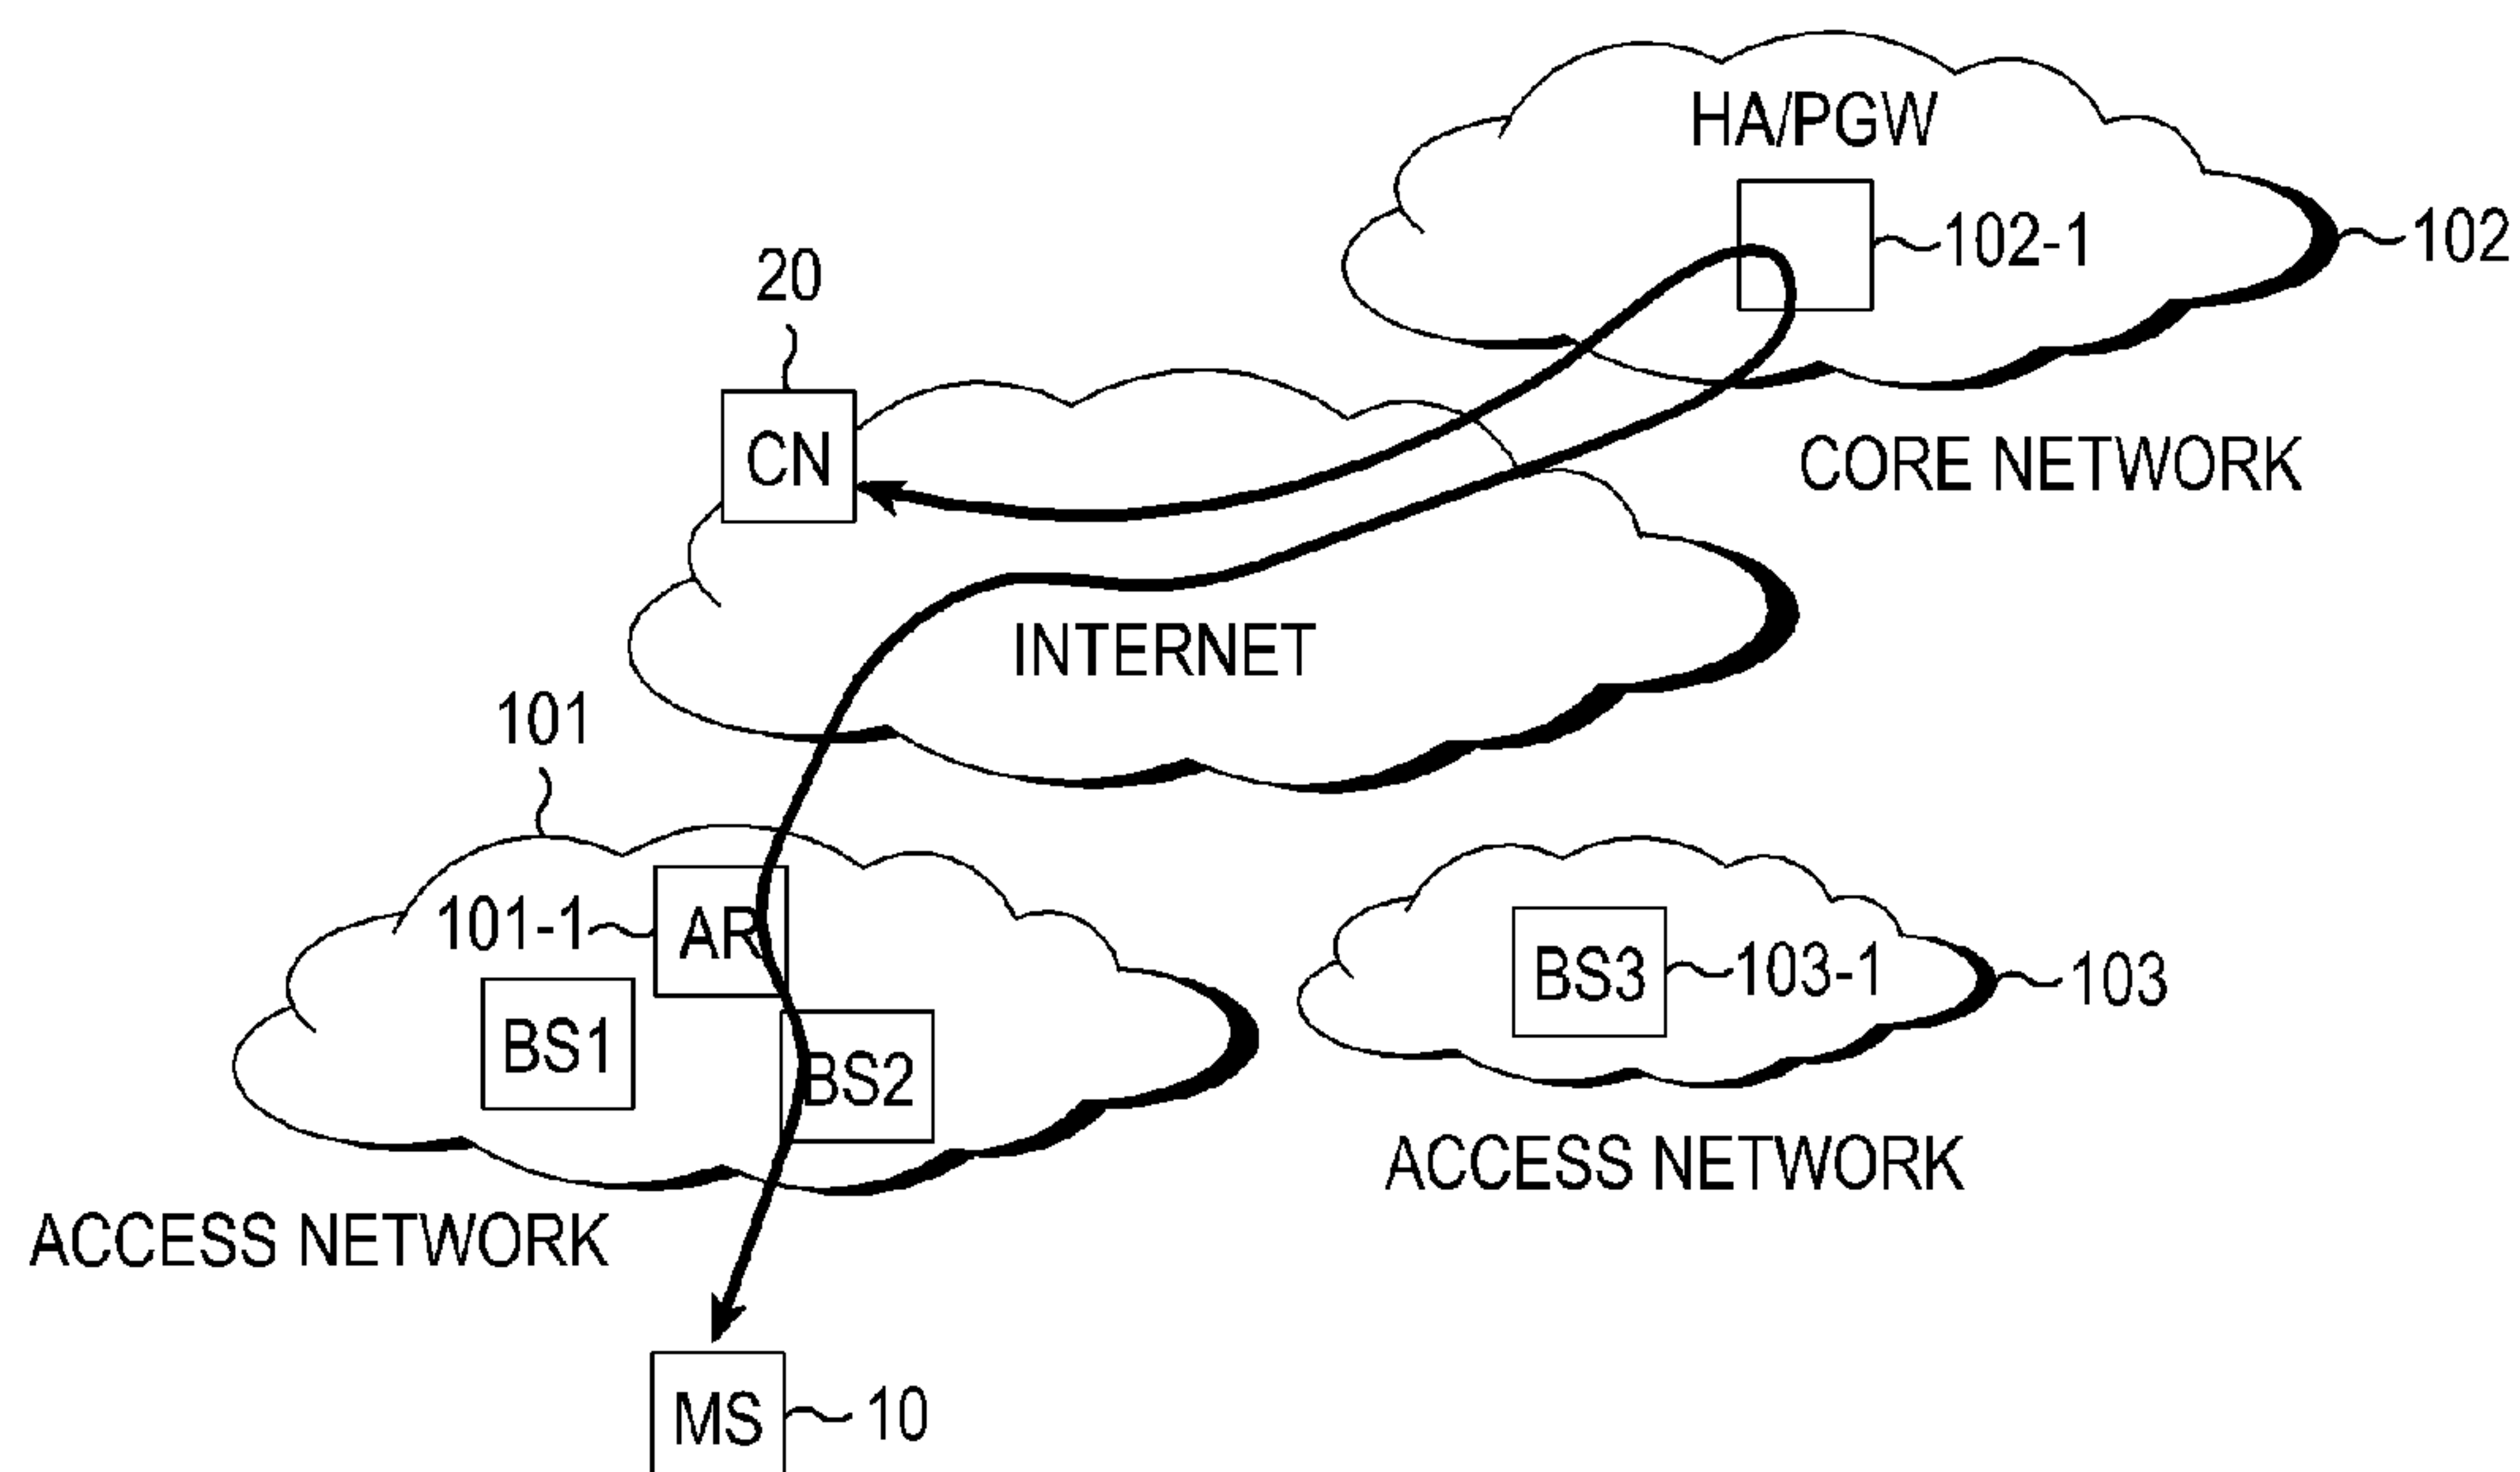 HA/PGW
102-1
102
20
CN
CORE NETWORK
INTERNET
101
101-1
AR
BS1
BS2
BS3
103-1
103
ACCESS NETWORK
ACCESS NETWORK
MS
10